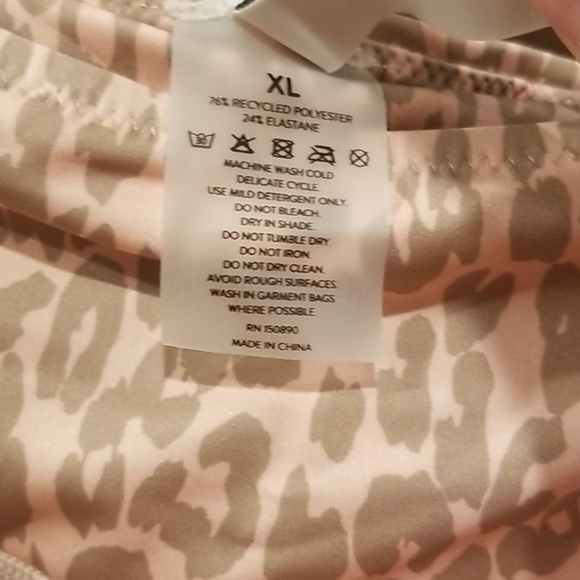 XL
76% RECYCLED POLYESTER
24% ELASTANE
30
MACHINE WASH COLD
DELICATE CYCLE.
USE MILD DETERGENT ONLY.
DO NOT BLEACH.
DRY IN SHADE.
DO NOT TUMBLE DRY.
DO NOT IRON.
DO NOT DRY CLEAN.
AVOID ROUGH SURFACES.
WASH IN GARMENT BAGS
WHERE POSSIBLE.
RN 150890
MADE IN CHINA